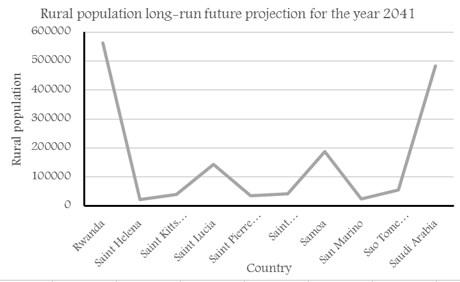 Rural population long-run future projection for the year 2041
600000
500000
400000
300000
200000
100000
0
Rural population
Rwanda
Saint Helena
Saint Kitts…
Saint Lucia
Saint Pierre…
Saint…
Samoa
San Marino
Sao Tome…
Saudi Arabia
Country